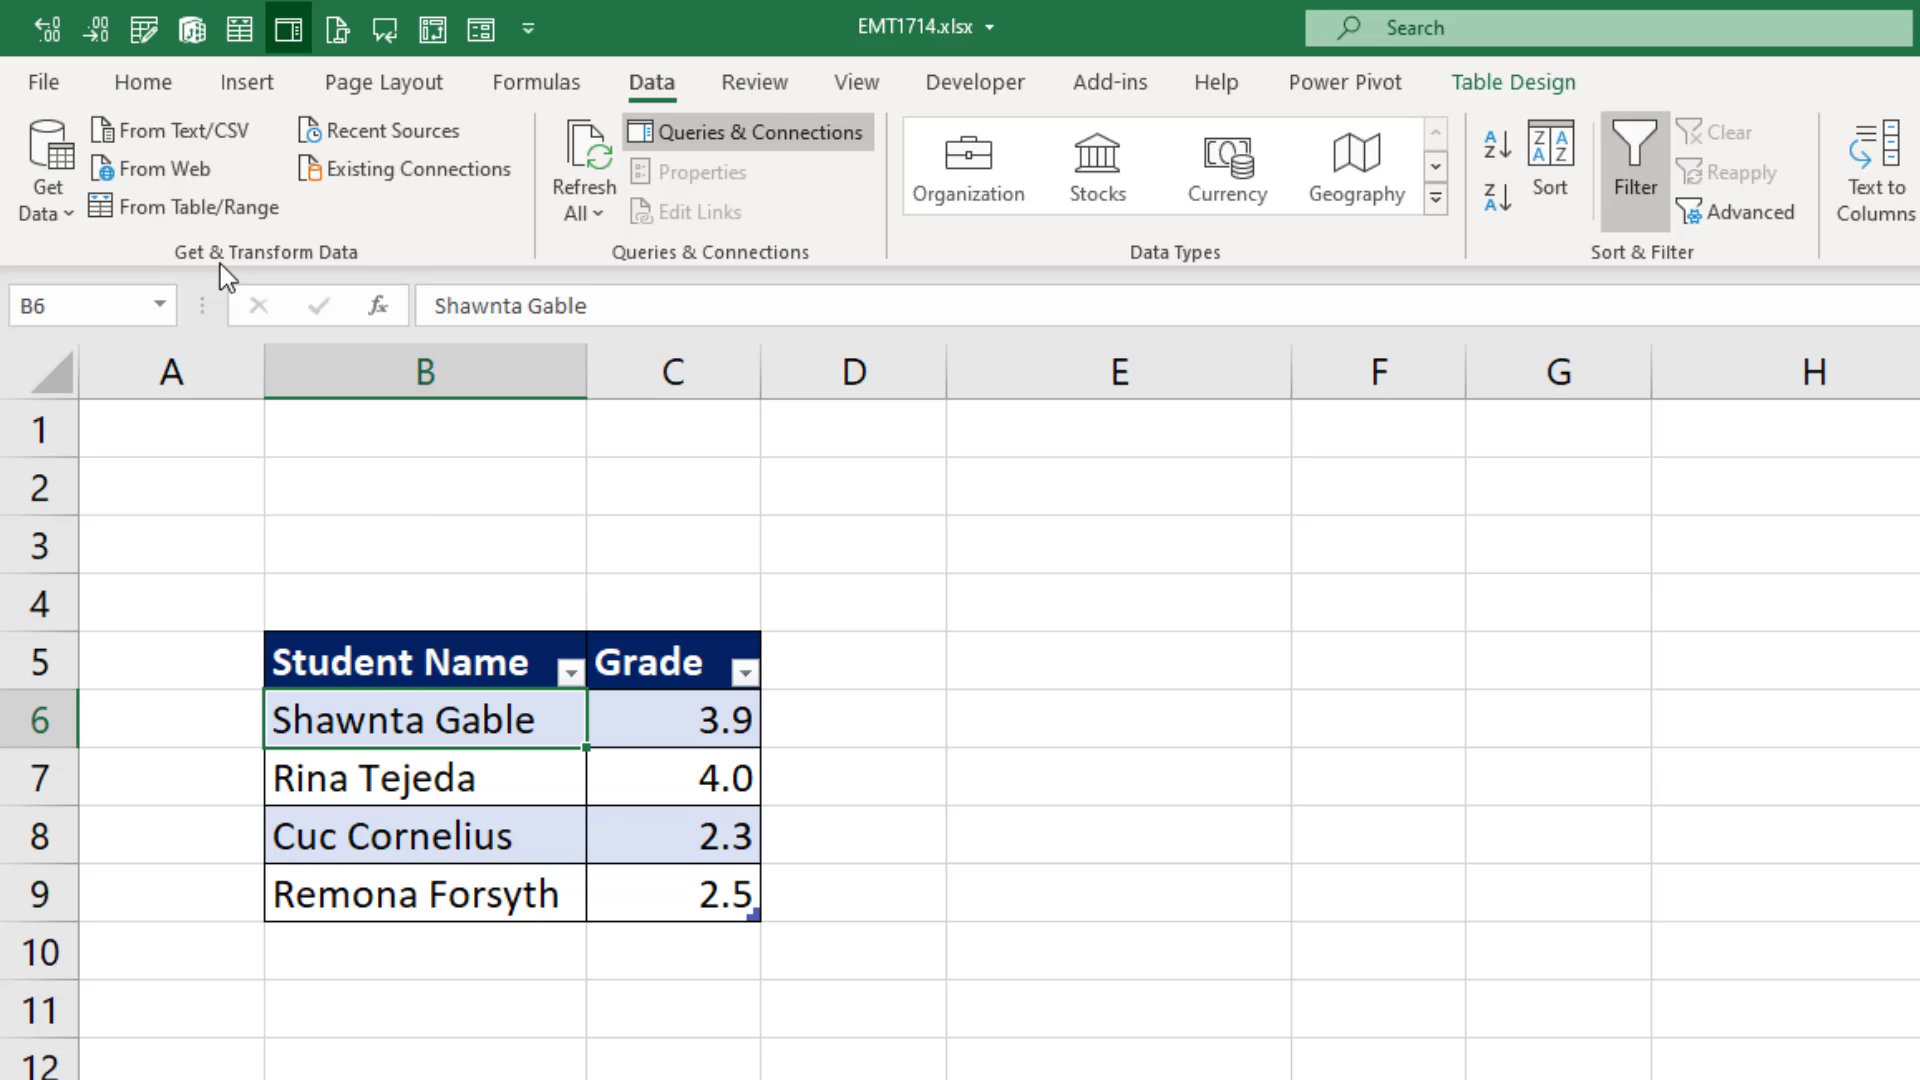 EMT1714.xlsx
Search
File Home Insert Page Layout Formulas Data Review View Developer Add-ins Help Power Pivot Table Design
Get Data
From Text/CSV
From Web
From Table/Range
Recent Sources
Existing Connections
Get & Transform Data
Refresh All
Queries & Connections
Properties
Edit Links
Queries & Connections
Organization Stocks Currency Geography
Data Types
Sort
Filter
Clear
Reapply
Advanced
Sort & Filter
Text to Columns
B6 fx Shawnta Gable
A B C D E F G H
1
2
3
4
5 Student Name Grade
6 Shawnta Gable 3.9
7 Rina Tejeda 4.0
8 Cuc Cornelius 2.3
9 Remona Forsyth 2.5
10
11
12